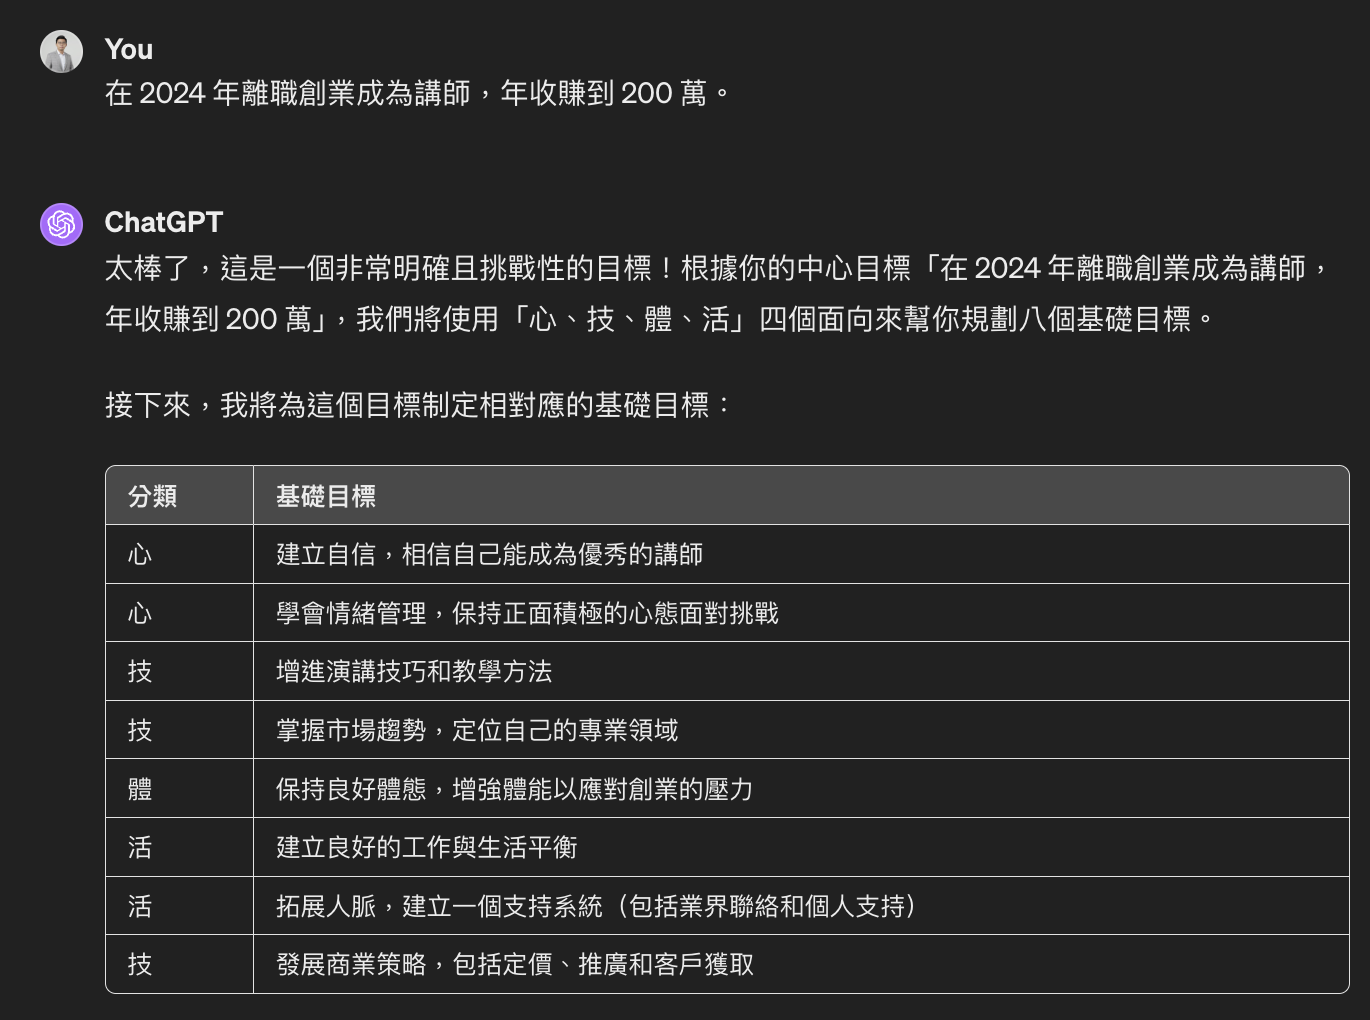 You
在 2024 年離職創業成為講師，年收賺到 200 萬。
ChatGPT
太棒了，這是一個非常明確且挑戰性的目標！根據你的中心目標「在 2024 年離職創業成為講師，
年收賺到 200 萬」，我們將使用「心、技、體、活」四個面向來幫你規劃八個基礎目標。
接下來，我將為這個目標制定相對應的基礎目標：
分類 基礎目標
心 建立自信，相信自己能成為優秀的講師
心 學會情緒管理，保持正面積極的心態面對挑戰
技 增進演講技巧和教學方法
技 掌握市場趨勢，定位自己的專業領域
體 保持良好體態，增強體能以應對創業的壓力
活 建立良好的工作與生活平衡
活 拓展人脈，建立一個支持系統（包括業界聯絡和個人支持）
技 發展商業策略，包括定價、推廣和客戶獲取